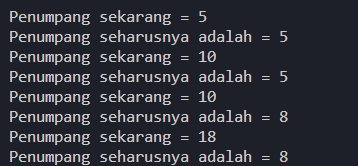 Penumpang sekarang = 5
Penumpang seharusnya adalah = 5
Penumpang sekarang = 10
Penumpang seharusnya adalah = 5
Penumpang sekarang = 10
Penumpang seharusnya adalah = 8
Penumpang sekarang = 18
Penumpang seharusnya adalah = 8